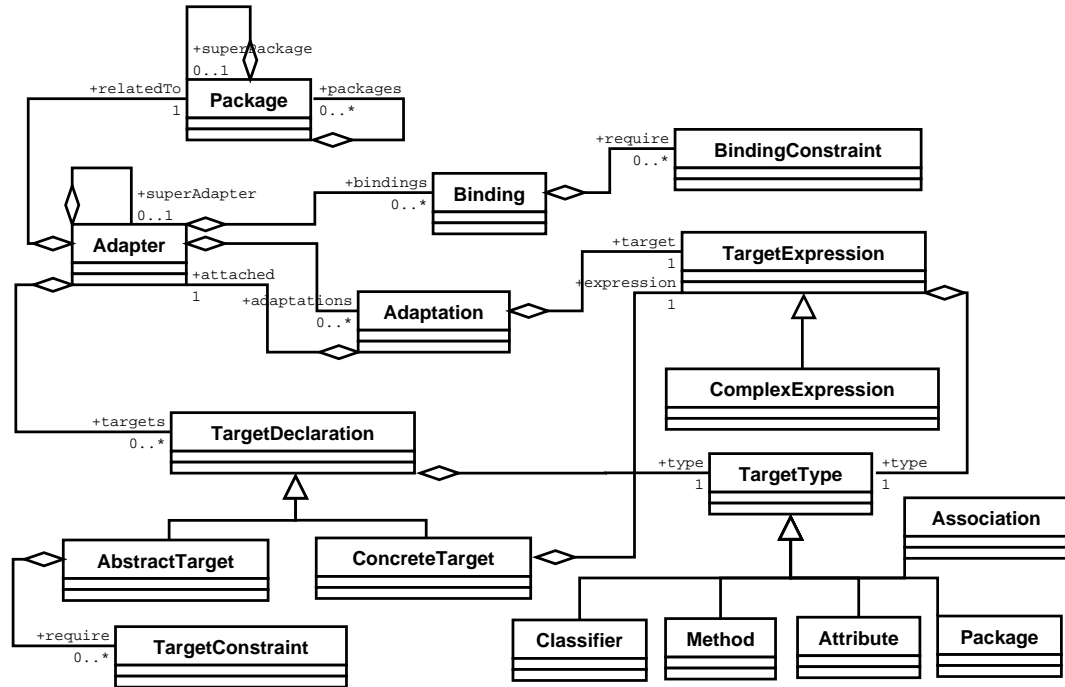 +superPackage
0..1
+relatedTo
1
Package
+packages
0..*
+require
0..*
BindingConstraint
+superAdapter
0..1
+bindings
0..*
Binding
Adapter
+target
1
TargetExpression
+attached
1
+adaptations
0..*
Adaptation
+expression
1
ComplexExpression
+targets
0..*
TargetDeclaration
+type
1
TargetType
+type
1
Association
AbstractTarget
ConcreteTarget
+require
0..*
TargetConstraint
Classifier
Method
Attribute
Package